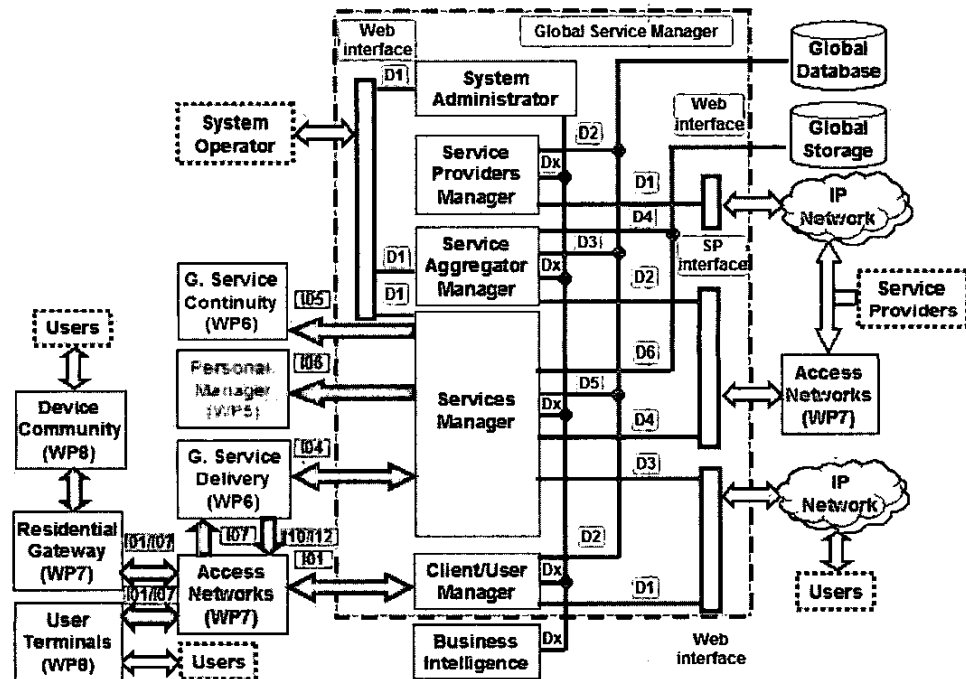 Web
interface
Global Service Manager
D1
System
Administrator
Global
Database
System
Operator
D2
Web
interface
Global
Storage
Service
Providers
Manager
Dx
D1
IP
Network
D4
Service
Aggregator
Manager
D1
D3
Dx
SP
interface
D2
G. Service
Continuity
(WP6)
I05
D1
Service
Providers
Users
Personal
Manager
(WP5)
I06
Services
Manager
D6
D5
Dx
D4
Access
Networks
(WP7)
Device
Community
(WP8)
G. Service
Delivery
(WP6)
I04
D3
IP
Network
Residential
Gateway
(WP7)
I01/I07
I07
I10/I12
I01
D2
Access
Networks
(WP7)
Client/User
Manager
Dx
D1
Users
I01/I07
User
Terminals
(WP8)
Users
Business
Intelligence
Dx
Web
interface